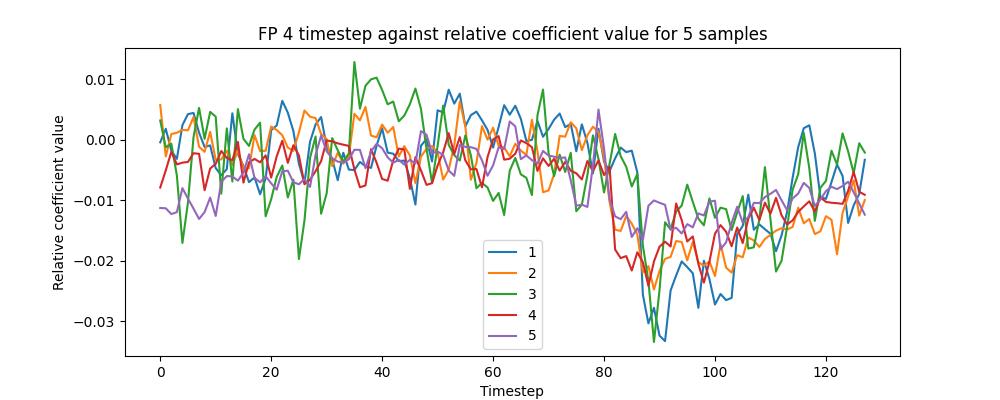 FP 4 timestep against relative coefficient value for 5 samples
Relative coefficient value
0.01
0.00
−0.01
−0.02
−0.03
1
2
3
4
5
0 20 40 60 80 100 120
Timestep